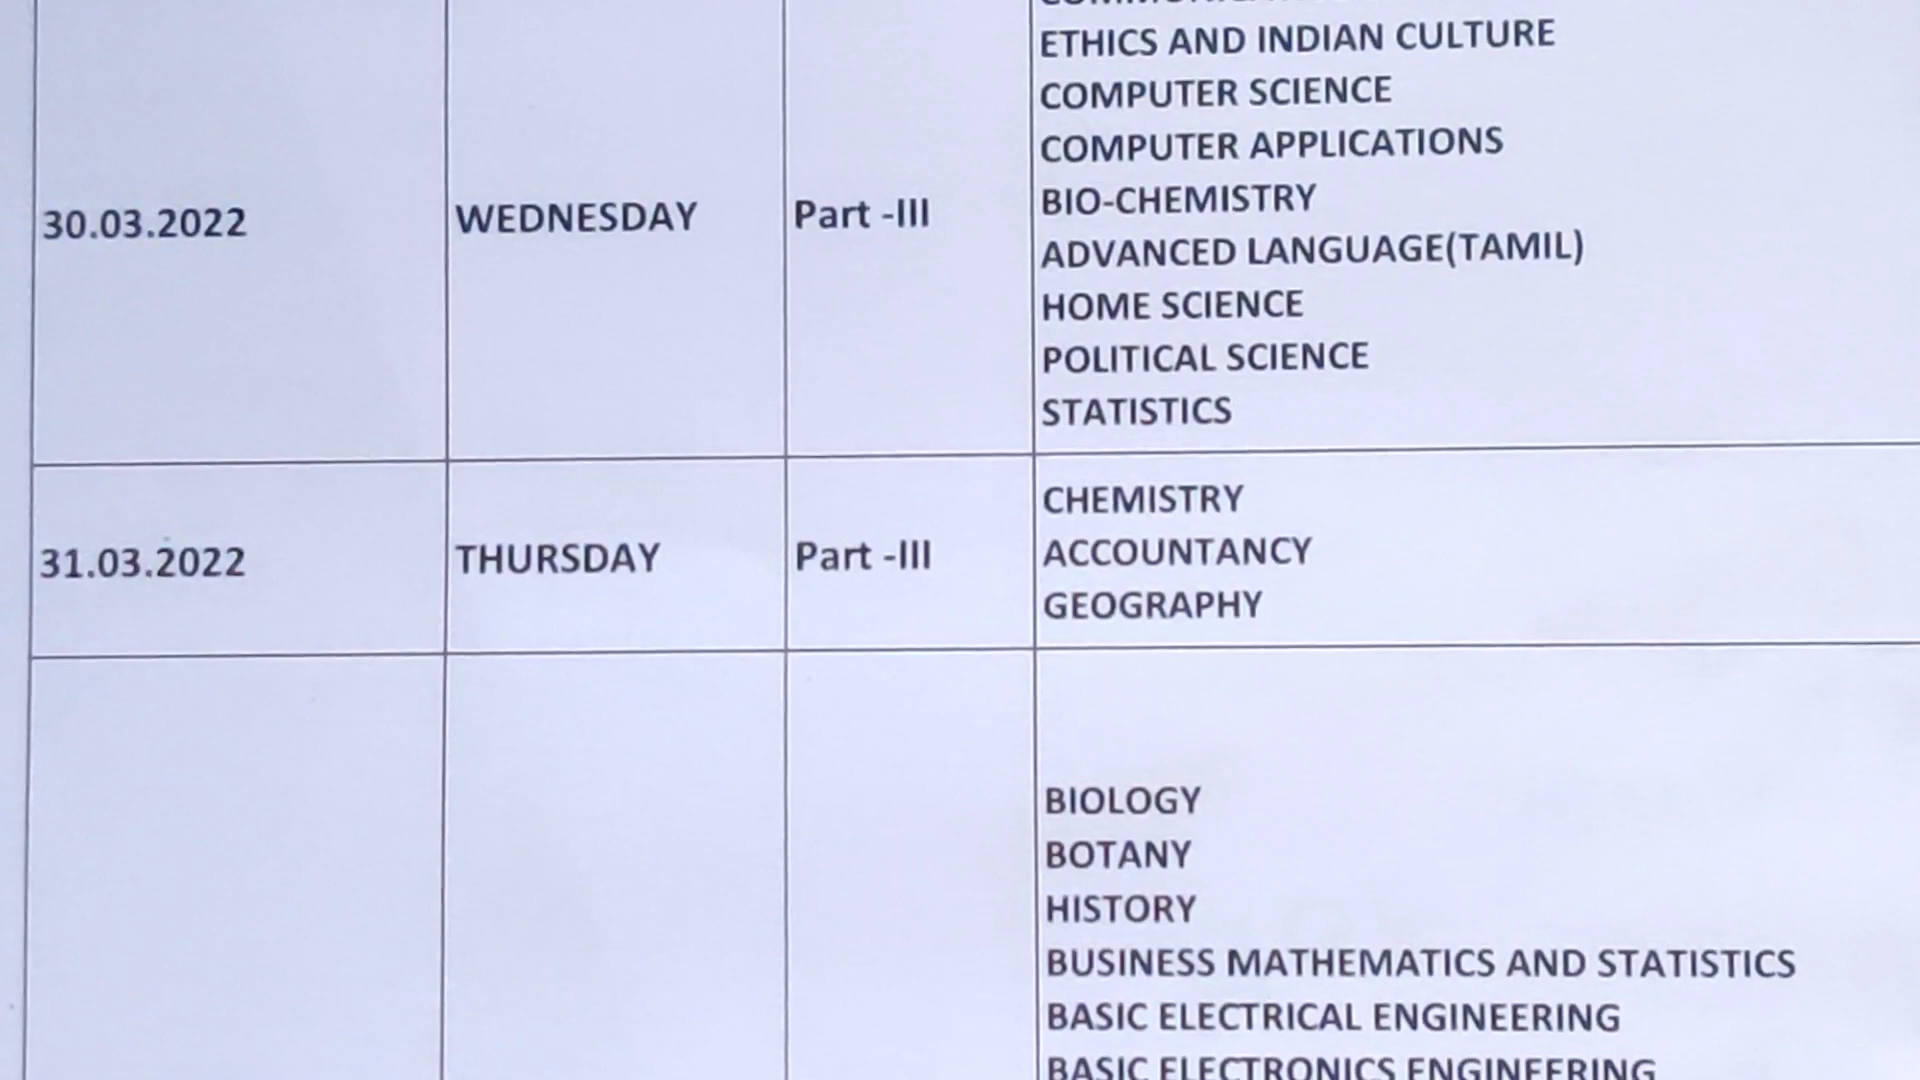 ETHICS AND INDIAN CULTURE
COMPUTER SCIENCE
COMPUTER APPLICATIONS
30.03.2022 WEDNESDAY Part -III BIO-CHEMISTRY
ADVANCED LANGUAGE(TAMIL)
HOME SCIENCE
POLITICAL SCIENCE
STATISTICS
CHEMISTRY
31.03.2022 THURSDAY Part -III ACCOUNTANCY
GEOGRAPHY
BIOLOGY
BOTANY
HISTORY
BUSINESS MATHEMATICS AND STATISTICS
BASIC ELECTRICAL ENGINEERING
BASIC ELECTRONICS ENGINEERING